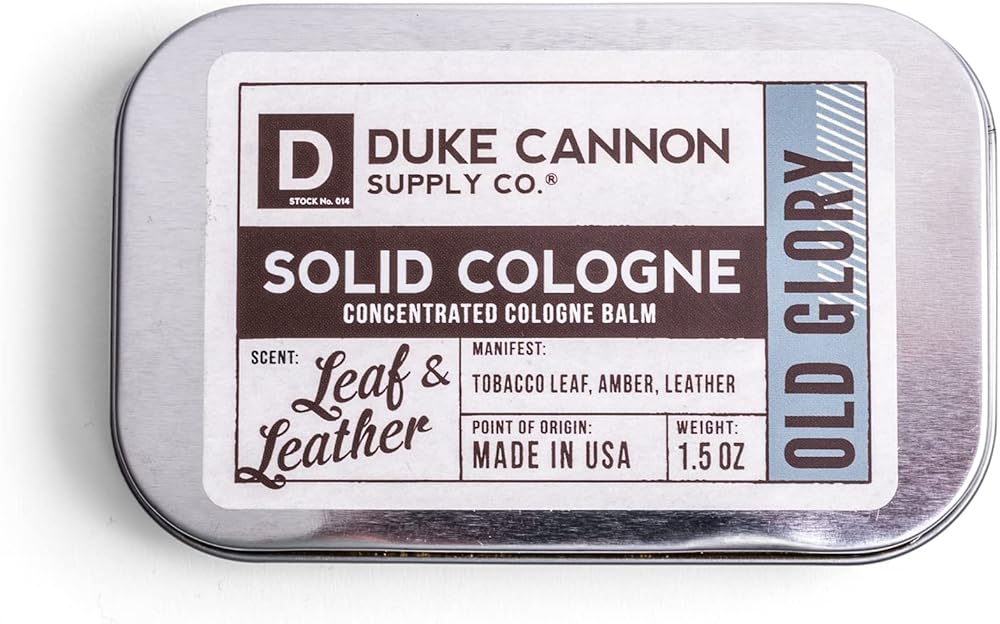 D
STOCK No. 014
DUKE CANNON
SUPPLY CO.®
SOLID COLOGNE
CONCENTRATED COLOGNE BALM
SCENT:
Leaf &
Leather
MANIFEST:
TOBACCO LEAF, AMBER, LEATHER
POINT OF ORIGIN:
MADE IN USA
WEIGHT:
1.5 OZ
OLD GLORY